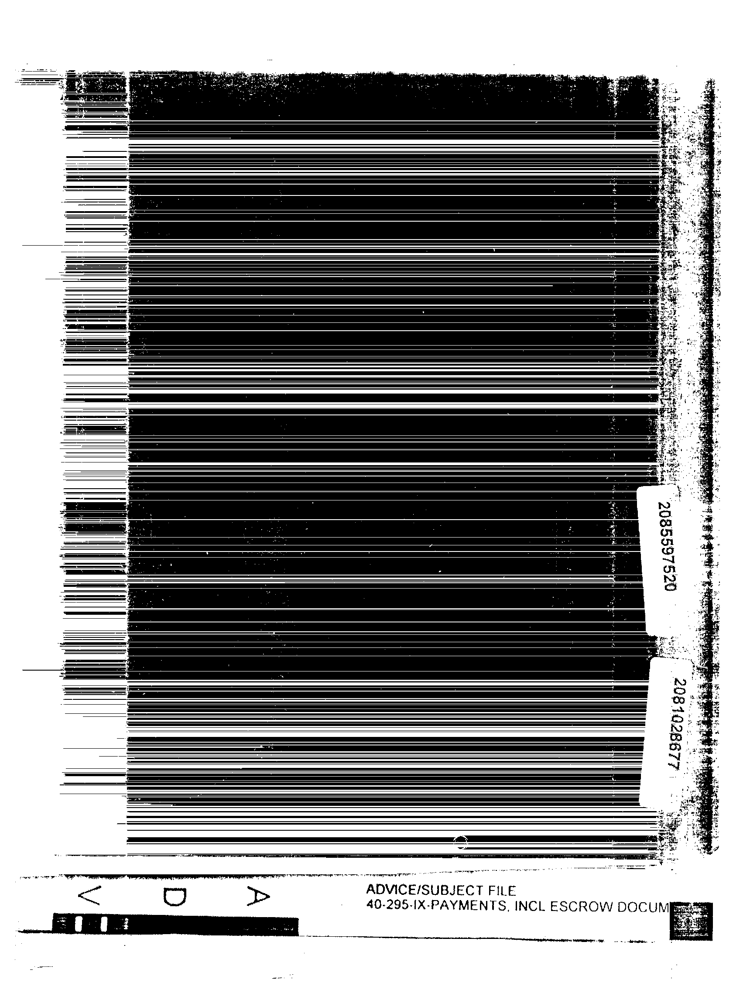 2085597520
2081028677
A
D
V
ADVICE/SUBJECT FILE
40-295-IX-PAYMENTS, INCL ESCROW DOCUM